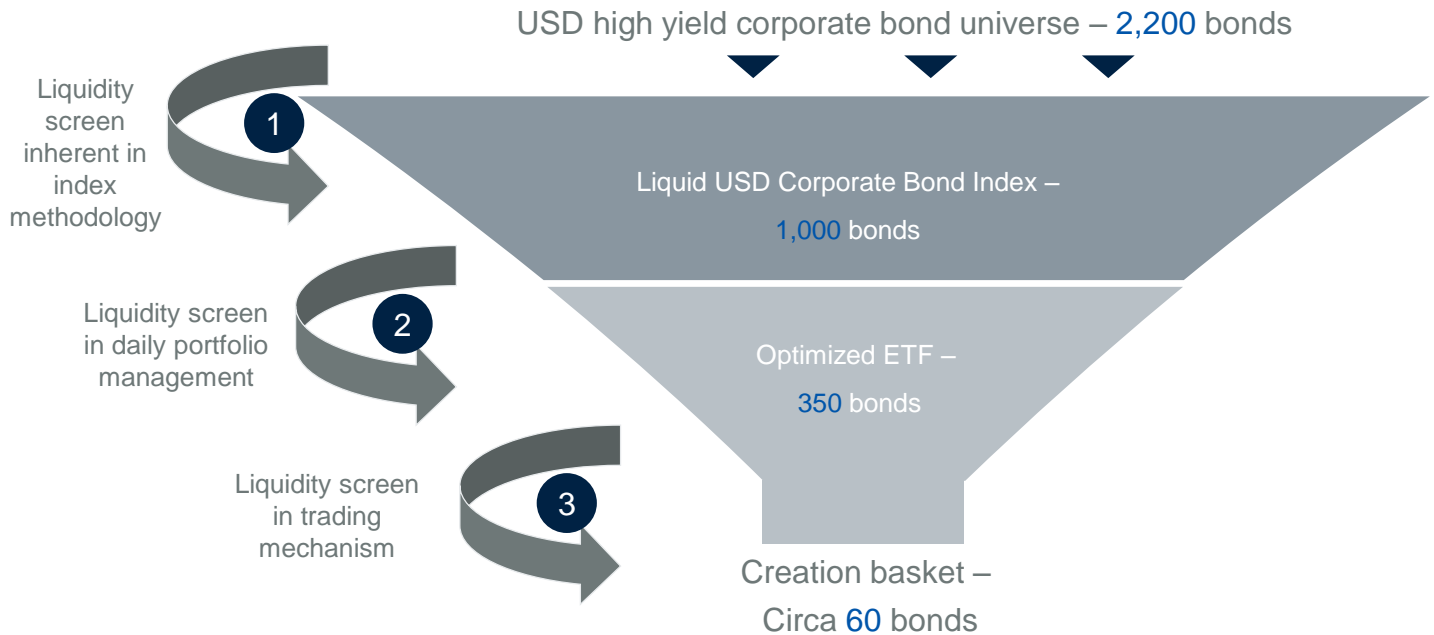 USD high yield corporate bond universe – 2,200 bonds
Liquidity
screen
inherent in
index
methodology
1
Liquid USD Corporate Bond Index –
1,000 bonds
Liquidity screen
in daily portfolio
management
2
Optimized ETF –
350 bonds
Liquidity screen
in trading
mechanism
3
Creation basket –
Circa 60 bonds